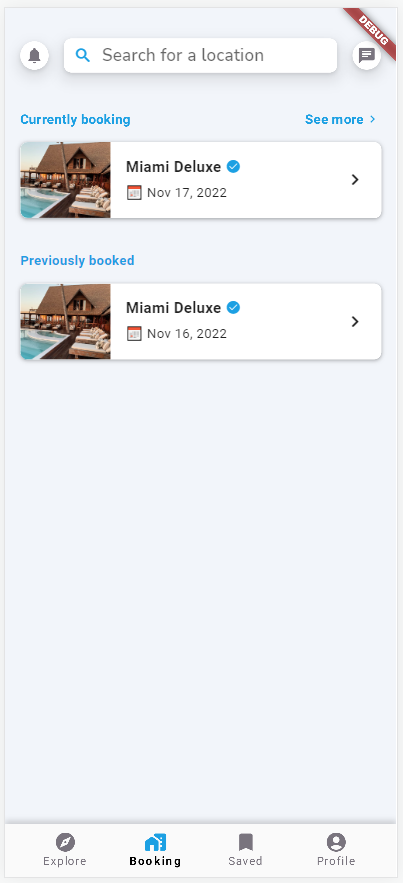 DEBUG
Search for a location
Currently booking
See more
Miami Deluxe
Nov 17, 2022
Previously booked
Miami Deluxe
Nov 16, 2022
Explore
Booking
Saved
Profile